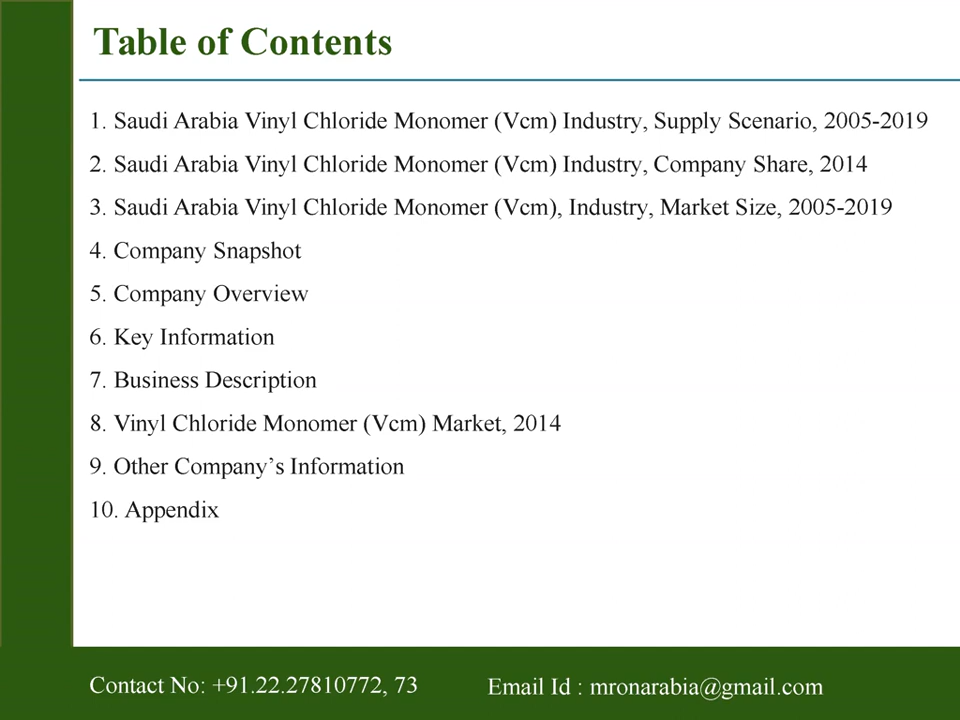 Table of Contents
1. Saudi Arabia Vinyl Chloride Monomer (Vcm) Industry, Supply Scenario, 2005-2019
2. Saudi Arabia Vinyl Chloride Monomer (Vcm) Industry, Company Share, 2014
3. Saudi Arabia Vinyl Chloride Monomer (Vcm), Industry, Market Size, 2005-2019
4. Company Snapshot
5. Company Overview
6. Key Information
7. Business Description
8. Vinyl Chloride Monomer (Vcm) Market, 2014
9. Other Company’s Information
10. Appendix
Contact No: +91.22.27810772, 73
Email Id : mronarabia@gmail.com